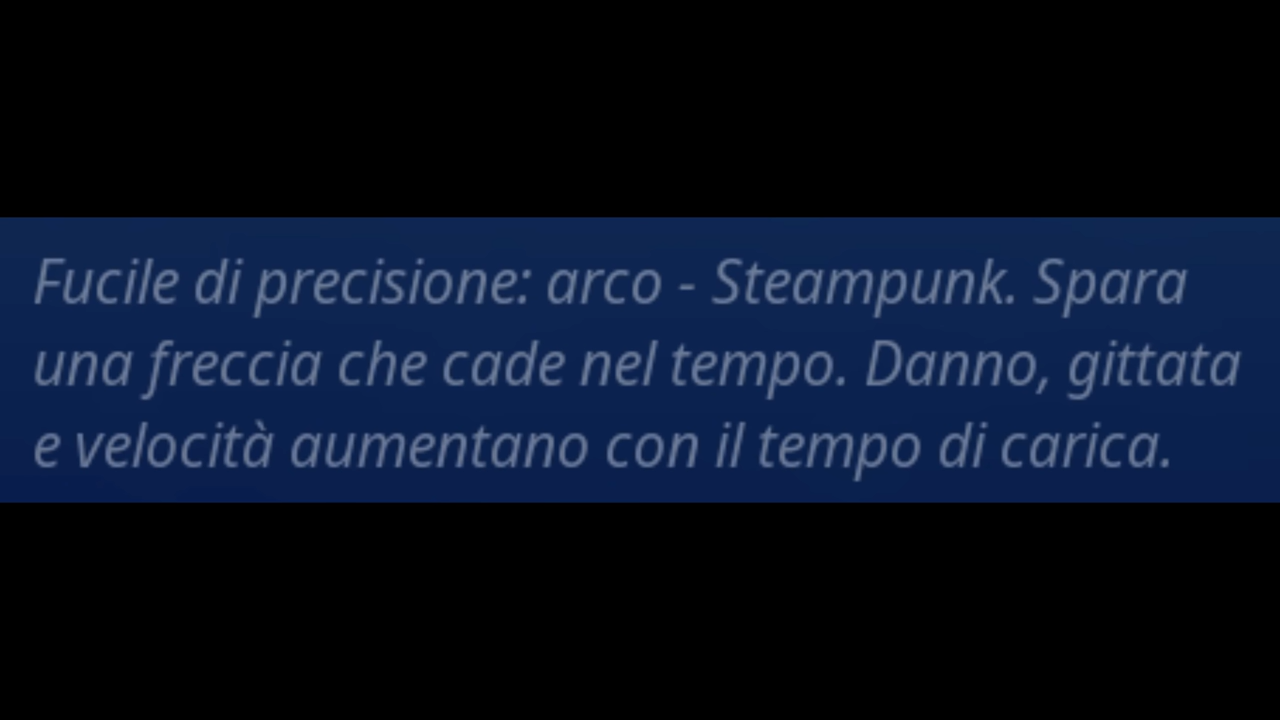 Fucile di precisione: arco - Steampunk. Spara
una freccia che cade nel tempo. Danno, gittata
e velocità aumentano con il tempo di carica.